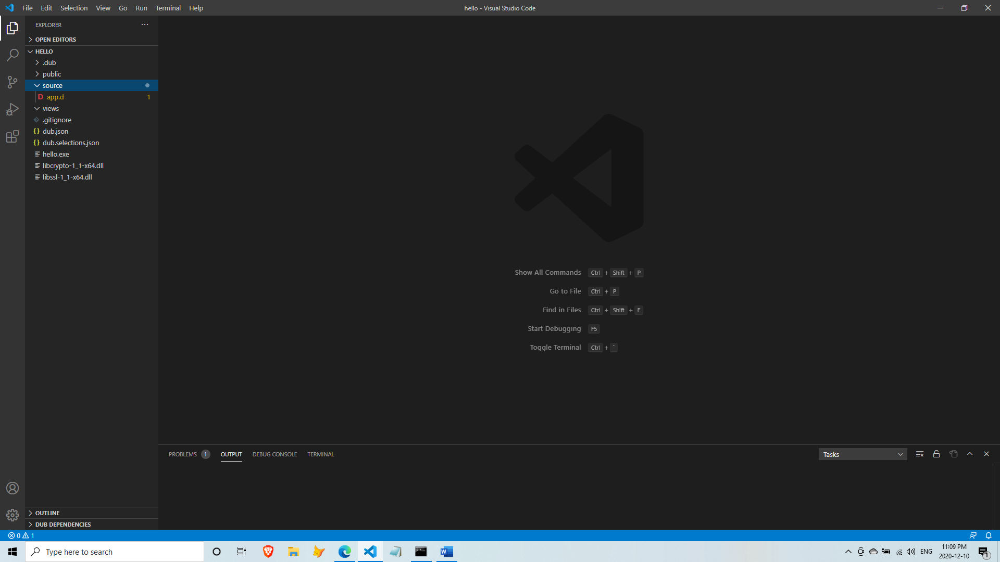 File Edit Selection View Go Run Terminal Help
hello - Visual Studio Code
EXPLORER
OPEN EDITORS
HELLO
.dub
public
source
D app.d 1
views
.gitignore
{} dub.json
{} dub.selections.json
hello.exe
libcrypto-1_1-x64.dll
libssl-1_1-x64.dll
Show All Commands Ctrl + Shift + P
Go to File Ctrl + P
Find in Files Ctrl + Shift + F
Start Debugging F5
Toggle Terminal Ctrl + `
PROBLEMS 1 OUTPUT DEBUG CONSOLE TERMINAL
Tasks
OUTLINE
DUB DEPENDENCIES
0 1
Type here to search
C:\_
W
ENG
11:09 PM
2020-12-10
1